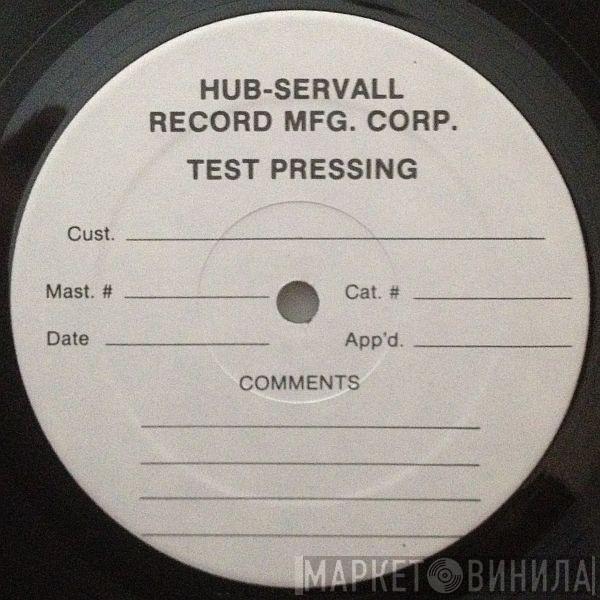 HUB-SERVALL
RECORD MFG. CORP.
TEST PRESSING
Cust.
Mast. # Cat. #
Date App'd.
COMMENTS
МАРКЕТ ВИНИЛА